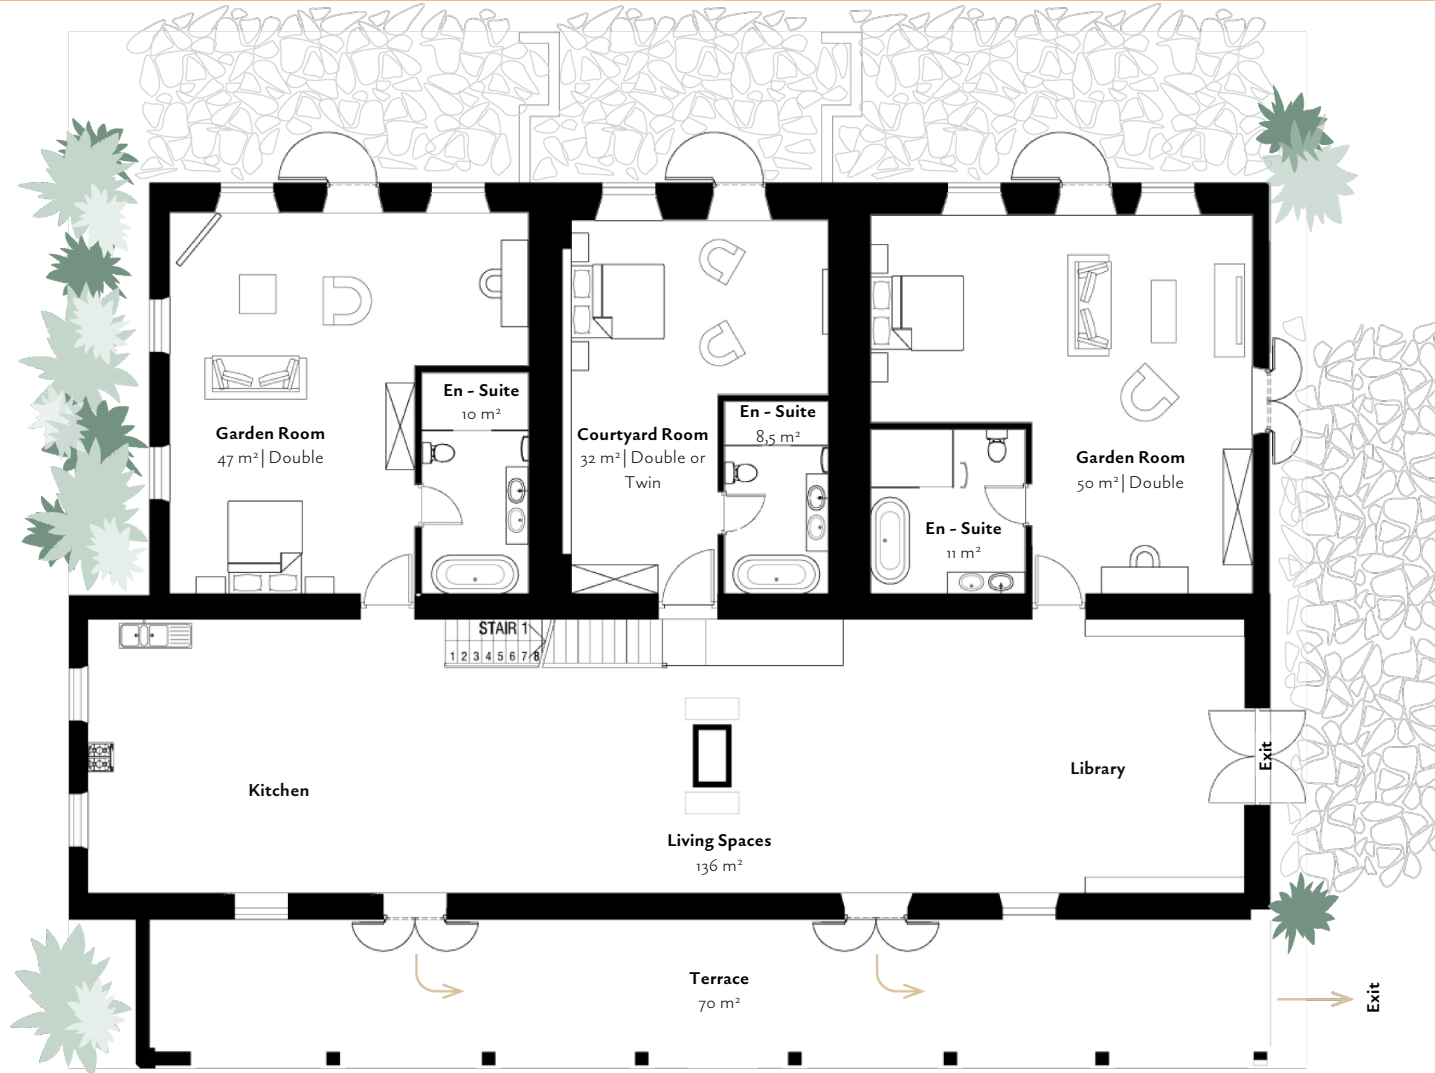 En - Suite
10 m²
Garden Room
47 m² | Double
Courtyard Room
32 m² | Double or
Twin
En - Suite
8,5 m²
Garden Room
50 m² | Double
En - Suite
11 m²
STAIR 1
1 2 3 4 5 6 7 8
Kitchen
Library
Exit
Living Spaces
136 m²
Terrace
70 m²
Exit